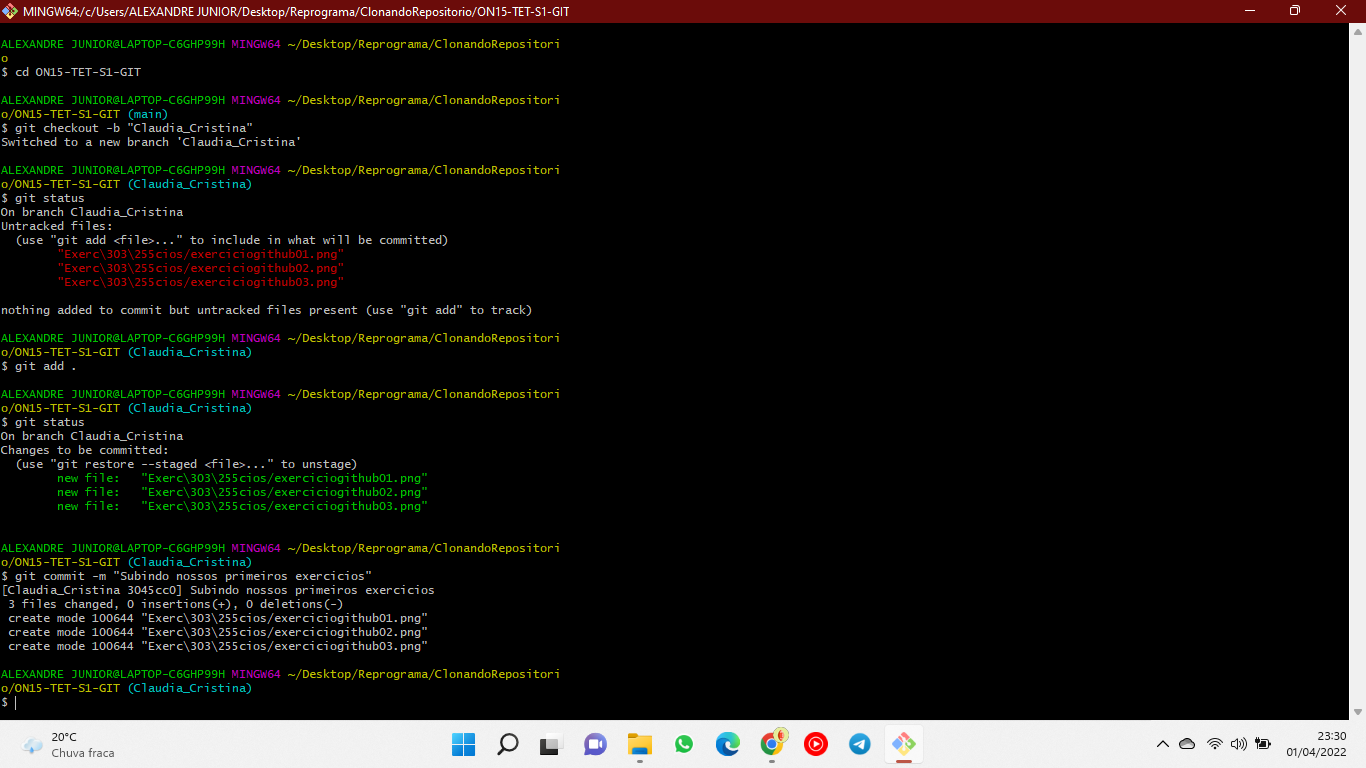 MINGW64:/c/Users/ALEXANDRE JUNIOR/Desktop/Reprograma/ClonandoRepositorio/ON15-TET-S1-GIT
ALEXANDRE JUNIOR@LAPTOP-C6GHP99H MINGW64 ~/Desktop/Reprograma/ClonandoRepositori
o
$ cd ON15-TET-S1-GIT
ALEXANDRE JUNIOR@LAPTOP-C6GHP99H MINGW64 ~/Desktop/Reprograma/ClonandoRepositori
o/ON15-TET-S1-GIT (main)
$ git checkout -b "Claudia_Cristina"
Switched to a new branch 'Claudia_Cristina'
ALEXANDRE JUNIOR@LAPTOP-C6GHP99H MINGW64 ~/Desktop/Reprograma/ClonandoRepositori
o/ON15-TET-S1-GIT (Claudia_Cristina)
$ git status
On branch Claudia_Cristina
Untracked files:
  (use "git add <file>..." to include in what will be committed)
        "Exerc\303\255cios/exerciciogithub01.png"
        "Exerc\303\255cios/exerciciogithub02.png"
        "Exerc\303\255cios/exerciciogithub03.png"
nothing added to commit but untracked files present (use "git add" to track)
ALEXANDRE JUNIOR@LAPTOP-C6GHP99H MINGW64 ~/Desktop/Reprograma/ClonandoRepositori
o/ON15-TET-S1-GIT (Claudia_Cristina)
$ git add .
ALEXANDRE JUNIOR@LAPTOP-C6GHP99H MINGW64 ~/Desktop/Reprograma/ClonandoRepositori
o/ON15-TET-S1-GIT (Claudia_Cristina)
$ git status
On branch Claudia_Cristina
Changes to be committed:
  (use "git restore --staged <file>..." to unstage)
        new file:   "Exerc\303\255cios/exerciciogithub01.png"
        new file:   "Exerc\303\255cios/exerciciogithub02.png"
        new file:   "Exerc\303\255cios/exerciciogithub03.png"
ALEXANDRE JUNIOR@LAPTOP-C6GHP99H MINGW64 ~/Desktop/Reprograma/ClonandoRepositori
o/ON15-TET-S1-GIT (Claudia_Cristina)
$ git commit -m "Subindo nossos primeiros exercicios"
[Claudia_Cristina 3045cc0] Subindo nossos primeiros exercicios
 3 files changed, 0 insertions(+), 0 deletions(-)
 create mode 100644 "Exerc\303\255cios/exerciciogithub01.png"
 create mode 100644 "Exerc\303\255cios/exerciciogithub02.png"
 create mode 100644 "Exerc\303\255cios/exerciciogithub03.png"
ALEXANDRE JUNIOR@LAPTOP-C6GHP99H MINGW64 ~/Desktop/Reprograma/ClonandoRepositori
o/ON15-TET-S1-GIT (Claudia_Cristina)
$
20°C
Chuva fraca
23:30
01/04/2022